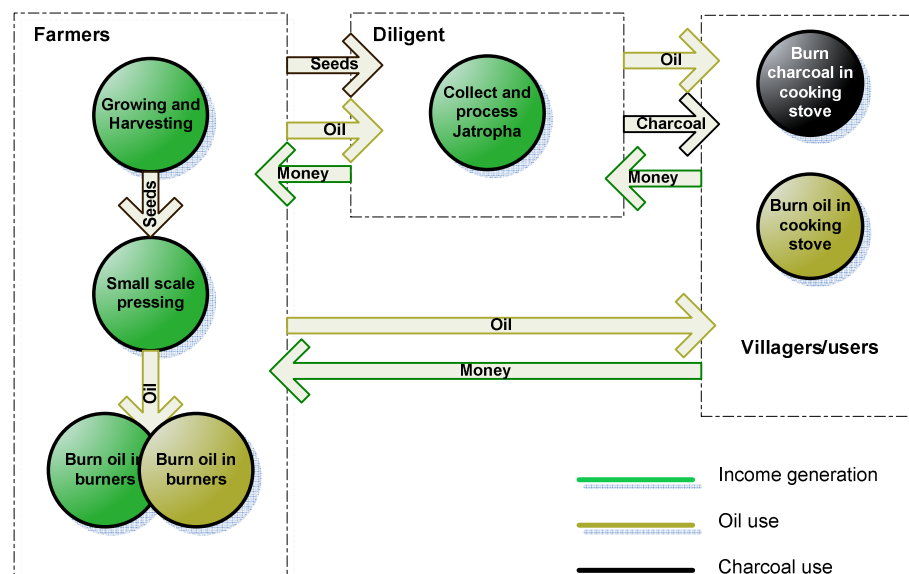 Farmers
Growing and
Harvesting
Seeds
Small scale
pressing
Oil
Burn oil in
burners
Burn oil in
burners
Seeds
Oil
Money
Diligent
Collect and
process
Jatropha
Oil
Charcoal
Money
Burn
charcoal in
cooking
stove
Burn oil in
cooking
stove
Villagers/users
Oil
Money
Income generation
Oil use
Charcoal use